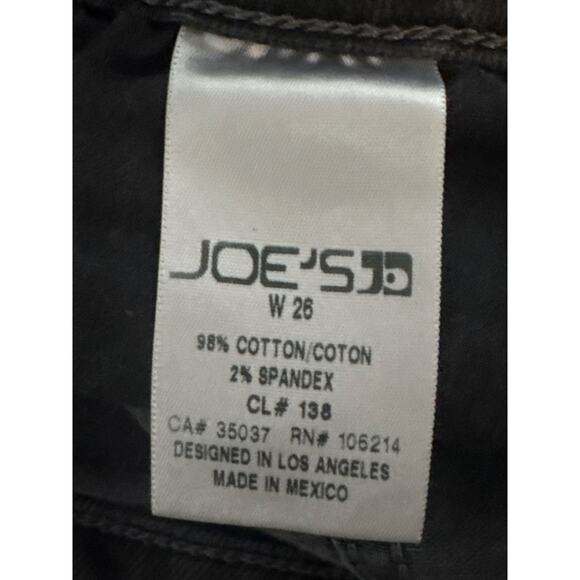 JOE'S
W 26
98% COTTON/COTON
2% SPANDEX
CL# 138
CA# 35037 RN# 106214
DESIGNED IN LOS ANGELES
MADE IN MEXICO